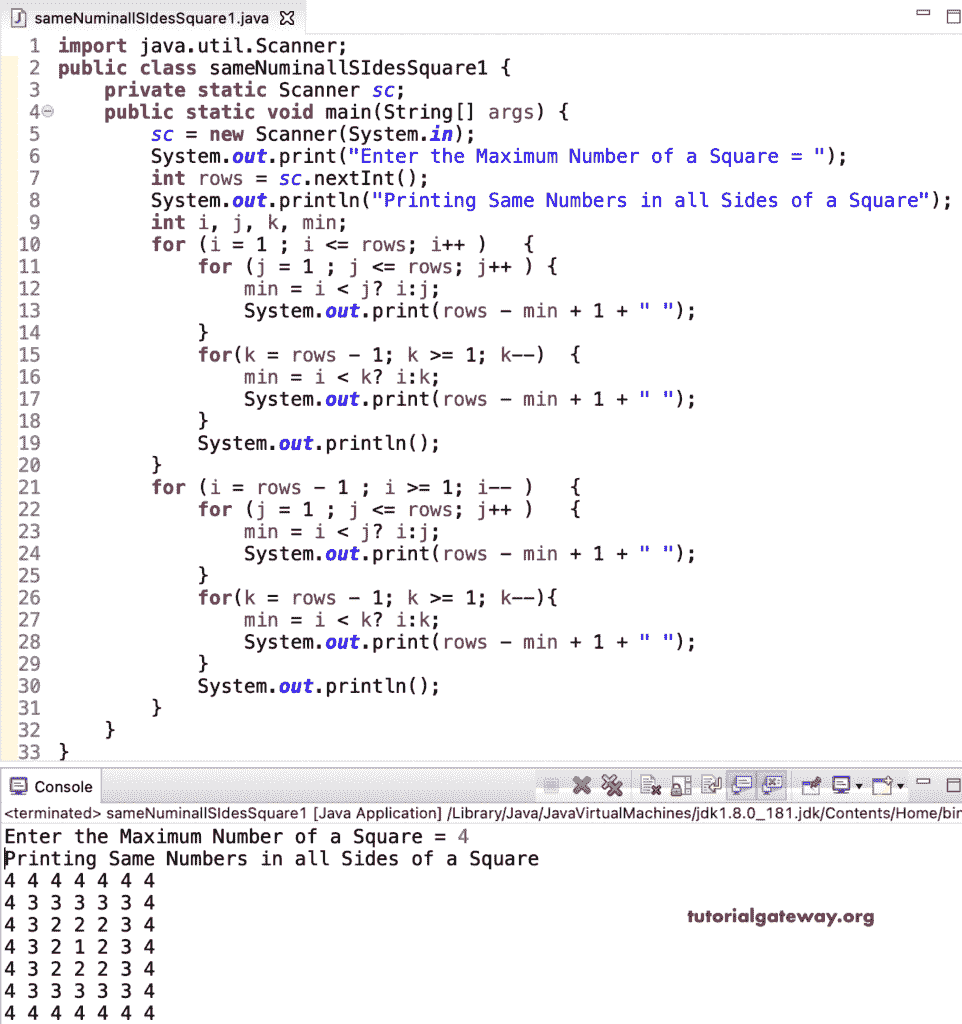 sameNuminallSIdesSquare1.java
1 import java.util.Scanner;
2 public class sameNuminallSIdesSquare1 {
3 private static Scanner sc;
4 public static void main(String[] args) {
5 sc = new Scanner(System.in);
6 System.out.print("Enter the Maximum Number of a Square = ");
7 int rows = sc.nextInt();
8 System.out.println("Printing Same Numbers in all Sides of a Square");
9 int i, j, k, min;
10 for (i = 1 ; i <= rows; i++ )   {
11 for (j = 1 ; j <= rows; j++ ) {
12 min = i < j? i:j;
13 System.out.print(rows - min + 1 + " ");
14 }
15 for(k = rows - 1; k >= 1; k--)  {
16 min = i < k? i:k;
17 System.out.print(rows - min + 1 + " ");
18 }
19 System.out.println();
20 }
21 for (i = rows - 1 ; i >= 1; i-- )   {
22 for (j = 1 ; j <= rows; j++ )   {
23 min = i < j? i:j;
24 System.out.print(rows - min + 1 + " ");
25 }
26 for(k = rows - 1; k >= 1; k--){
27 min = i < k? i:k;
28 System.out.print(rows - min + 1 + " ");
29 }
30 System.out.println();
31 }
32 }
33 }
Console
<terminated> sameNuminallSIdesSquare1 [Java Application] /Library/Java/JavaVirtualMachines/jdk1.8.0_181.jdk/Contents/Home/bin
Enter the Maximum Number of a Square = 4
Printing Same Numbers in all Sides of a Square
4 4 4 4 4 4 4
4 3 3 3 3 3 4
4 3 2 2 2 3 4
4 3 2 1 2 3 4
4 3 2 2 2 3 4
4 3 3 3 3 3 4
4 4 4 4 4 4 4
tutorialgateway.org